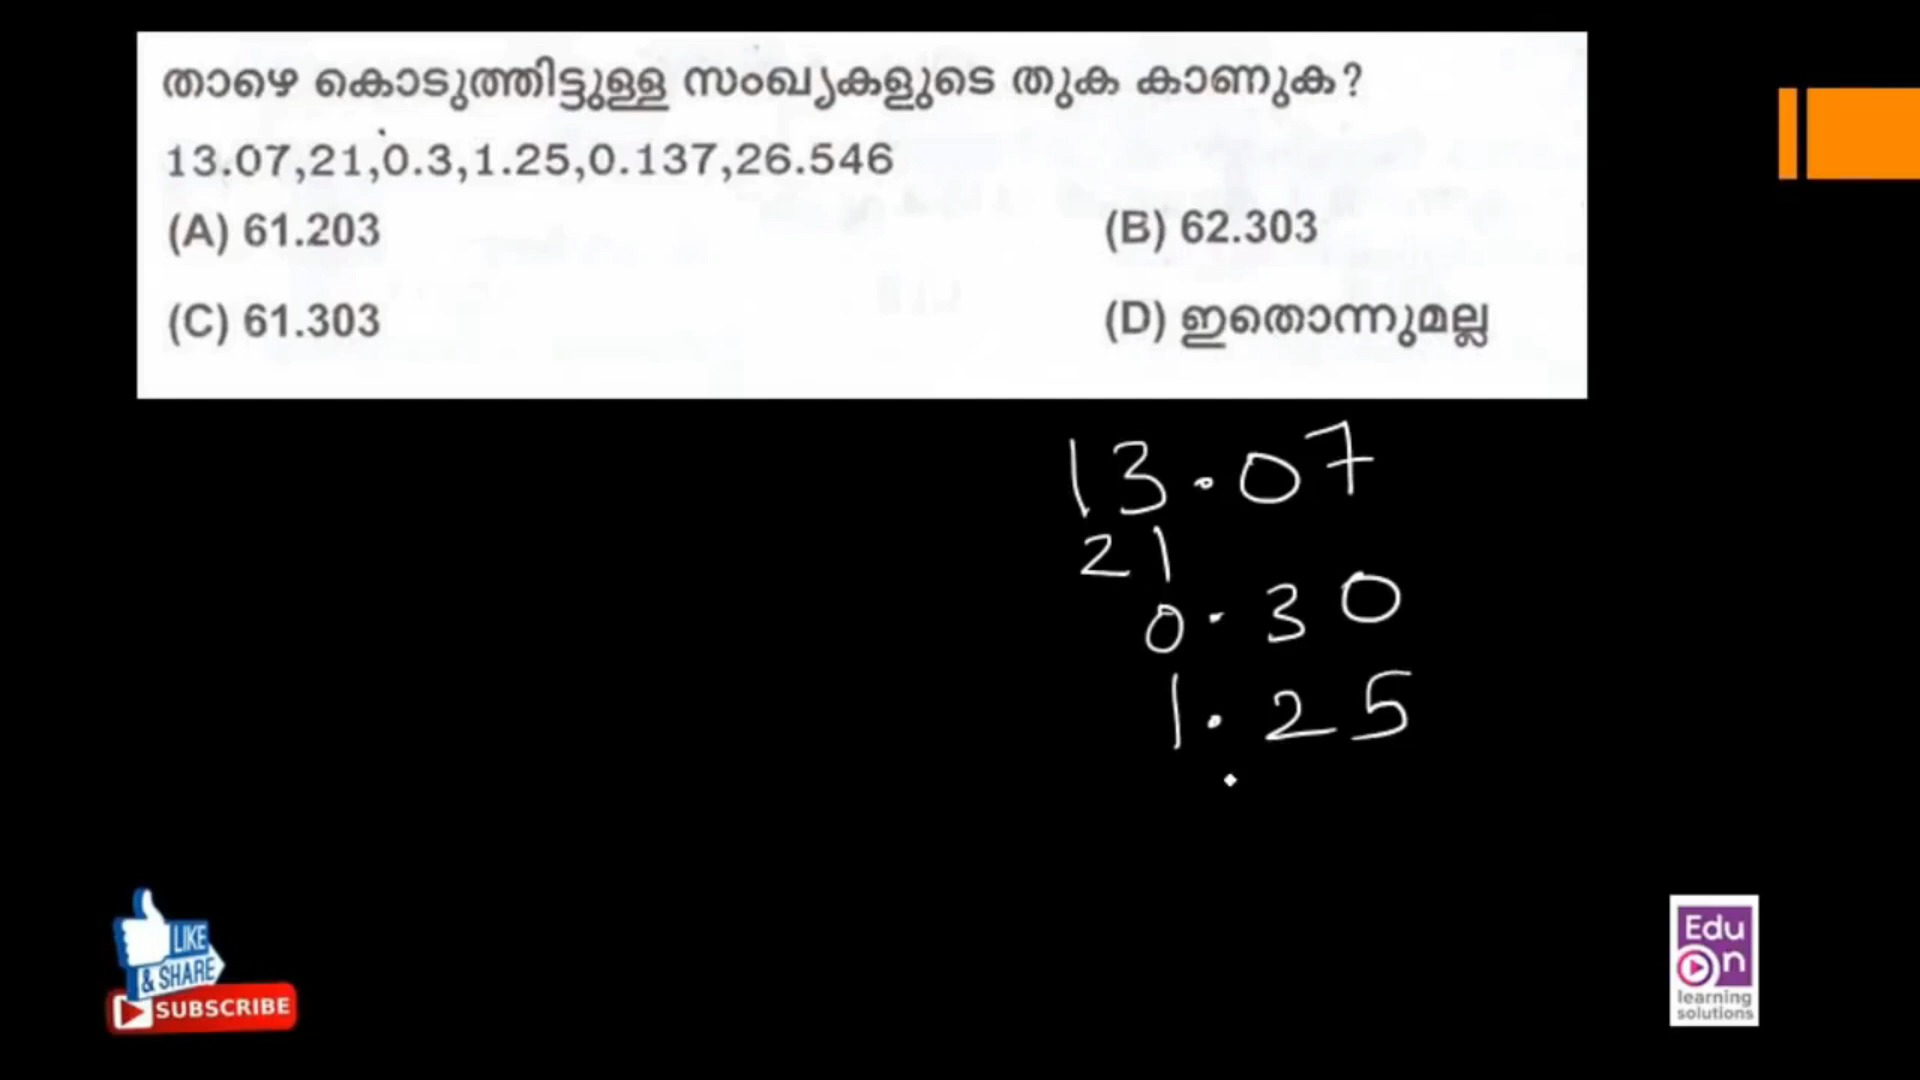 താഴെ കൊടുത്തിട്ടുള്ള സംഖ്യകളുടെ തുക കാണുക?
13.07,21,0.3,1.25,0.137,26.546
(A) 61.203 (B) 62.303
(C) 61.303 (D) ഇതൊന്നുമല്ല
13.07
21
0.30
1.25
.
LIKE
& SHARE
SUBSCRIBE
Edu
On
learning
solutions